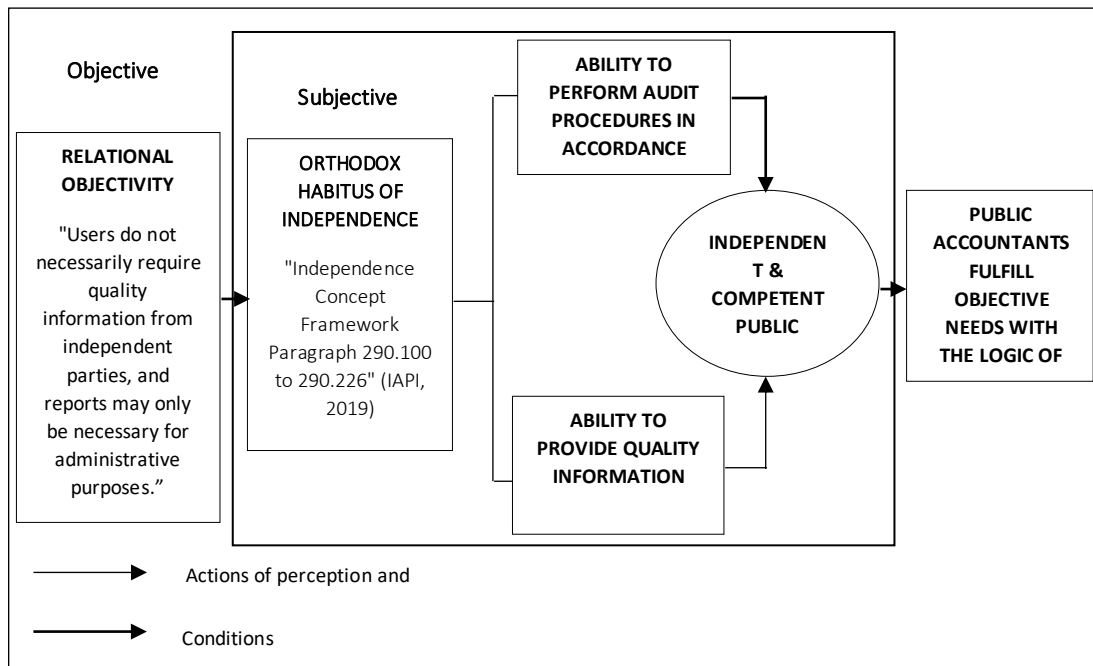 Objective
RELATIONAL
OBJECTIVITY
"Users do not
necessarily require
quality
information from
independent
parties, and
reports may only
be necessary for
administrative
purposes.”
Subjective
ORTHODOX
HABITUS OF
INDEPENDENCE
"Independence
Concept
Framework
Paragraph 290.100
to 290.226" (IAPI,
2019)
ABILITY TO
PERFORM AUDIT
PROCEDURES IN
ACCORDANCE
ABILITY TO
PROVIDE QUALITY
INFORMATION
INDEPENDEN
T &
COMPETENT
PUBLIC
PUBLIC
ACCOUNTANTS
FULFILL
OBJECTIVE
NEEDS WITH
THE LOGIC OF
Actions of perception and
Conditions